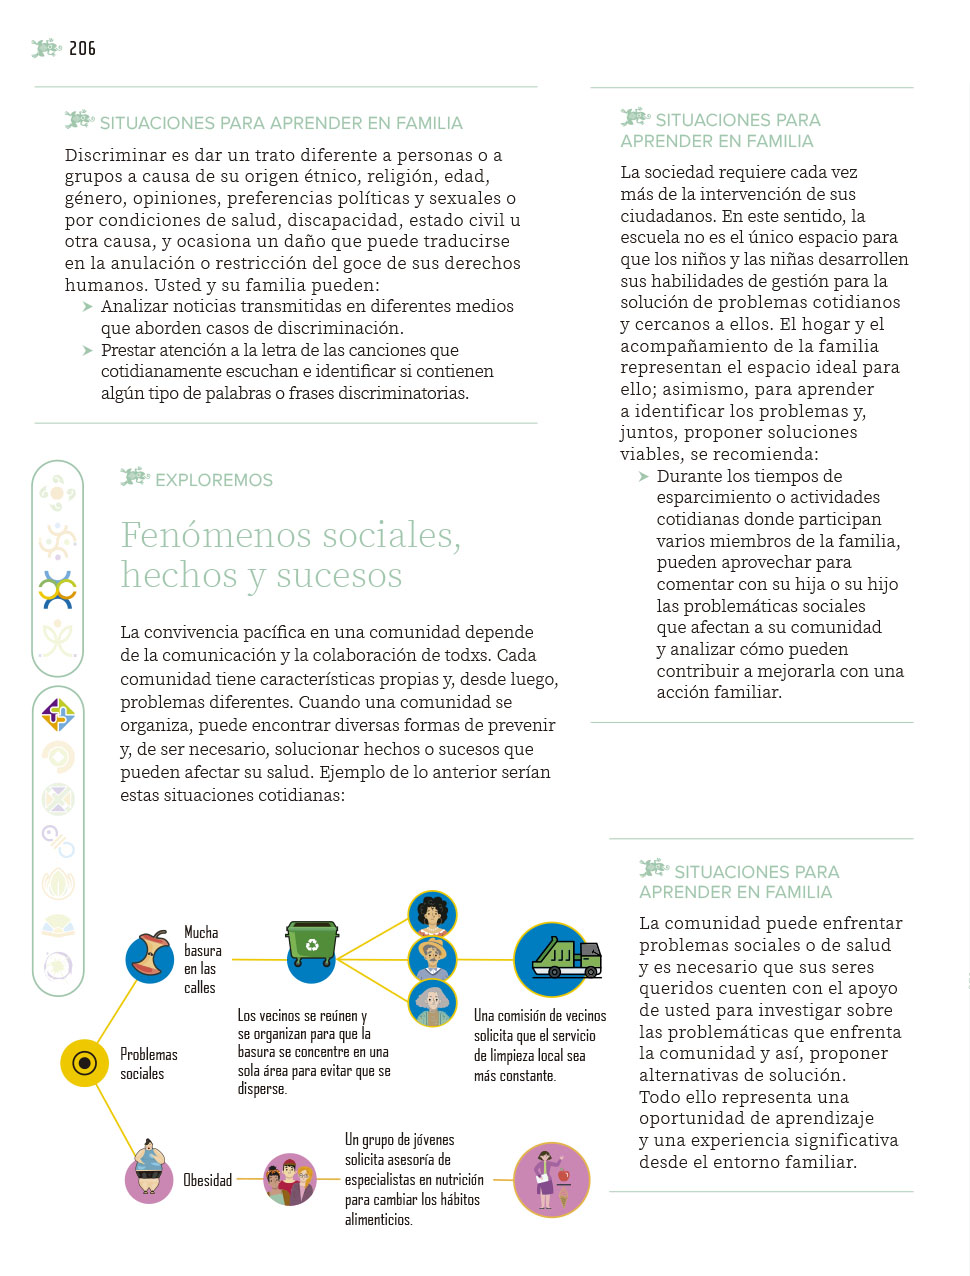 206
SITUACIONES PARA APRENDER EN FAMILIA
Discriminar es dar un trato diferente a personas o a
grupos a causa de su origen étnico, religión, edad,
género, opiniones, preferencias políticas y sexuales o
por condiciones de salud, discapacidad, estado civil u
otra causa, y ocasiona un daño que puede traducirse
en la anulación o restricción del goce de sus derechos
humanos. Usted y su familia pueden:
Analizar noticias transmitidas en diferentes medios
que aborden casos de discriminación.
Prestar atención a la letra de las canciones que
cotidianamente escuchan e identificar si contienen
algún tipo de palabras o frases discriminatorias.
SITUACIONES PARA
APRENDER EN FAMILIA
La sociedad requiere cada vez
más de la intervención de sus
ciudadanos. En este sentido, la
escuela no es el único espacio para
que los niños y las niñas desarrollen
sus habilidades de gestión para la
solución de problemas cotidianos
y cercanos a ellos. El hogar y el
acompañamiento de la familia
representan el espacio ideal para
ello; asimismo, para aprender
a identificar los problemas y,
juntos, proponer soluciones
viables, se recomienda:
Durante los tiempos de
esparcimiento o actividades
cotidianas donde participan
varios miembros de la familia,
pueden aprovechar para
comentar con su hija o su hijo
las problemáticas sociales
que afectan a su comunidad
y analizar cómo pueden
contribuir a mejorarla con una
acción familiar.
EXPLOREMOS
Fenómenos sociales,
hechos y sucesos
La convivencia pacífica en una comunidad depende
de la comunicación y la colaboración de todxs. Cada
comunidad tiene características propias y, desde luego,
problemas diferentes. Cuando una comunidad se
organiza, puede encontrar diversas formas de prevenir
y, de ser necesario, solucionar hechos o sucesos que
pueden afectar su salud. Ejemplo de lo anterior serían
estas situaciones cotidianas:
Problemas
sociales
Mucha
basura
en las
calles
Los vecinos se reúnen y
se organizan para que la
basura se concentre en una
sola área para evitar que se
disperse.
Una comisión de vecinos
solicita que el servicio
de limpieza local sea
más constante.
Obesidad
Un grupo de jóvenes
solicita asesoría de
especialistas en nutrición
para cambiar los hábitos
alimenticios.
SITUACIONES PARA
APRENDER EN FAMILIA
La comunidad puede enfrentar
problemas sociales o de salud
y es necesario que sus seres
queridos cuenten con el apoyo
de usted para investigar sobre
las problemáticas que enfrenta
la comunidad y así, proponer
alternativas de solución.
Todo ello representa una
oportunidad de aprendizaje
y una experiencia significativa
desde el entorno familiar.